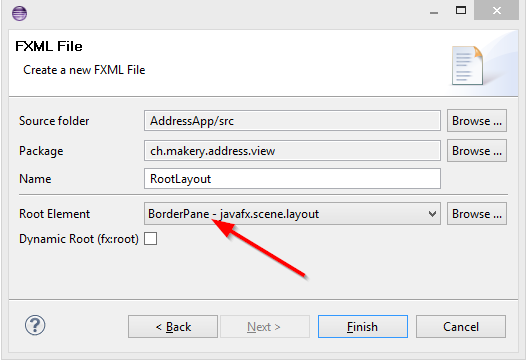 FXML File
Create a new FXML File
Source folder AddressApp/src Browse ...
Package ch.makery.address.view Browse ...
Name RootLayout
Root Element BorderPane - javafx.scene.layout Browse ...
Dynamic Root (fx:root)
? < Back Next > Finish Cancel